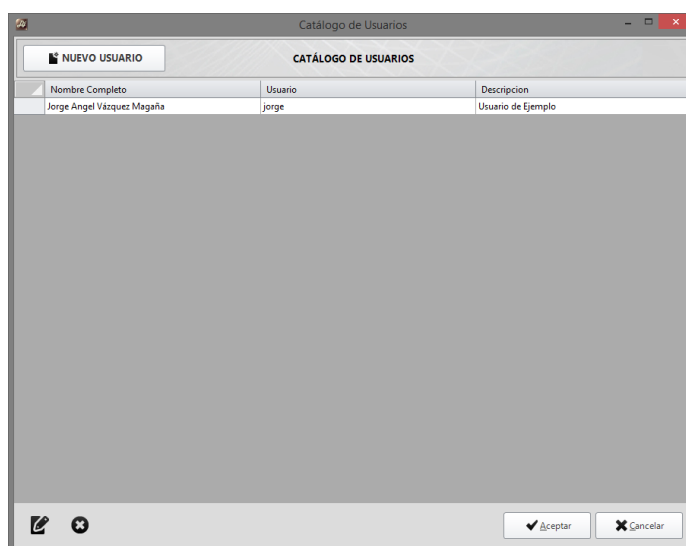 Catálogo de Usuarios
NUEVO USUARIO CATÁLOGO DE USUARIOS
Nombre Completo Usuario Descripcion
Jorge Angel Vázquez Magaña jorge Usuario de Ejemplo
Aceptar Cancelar